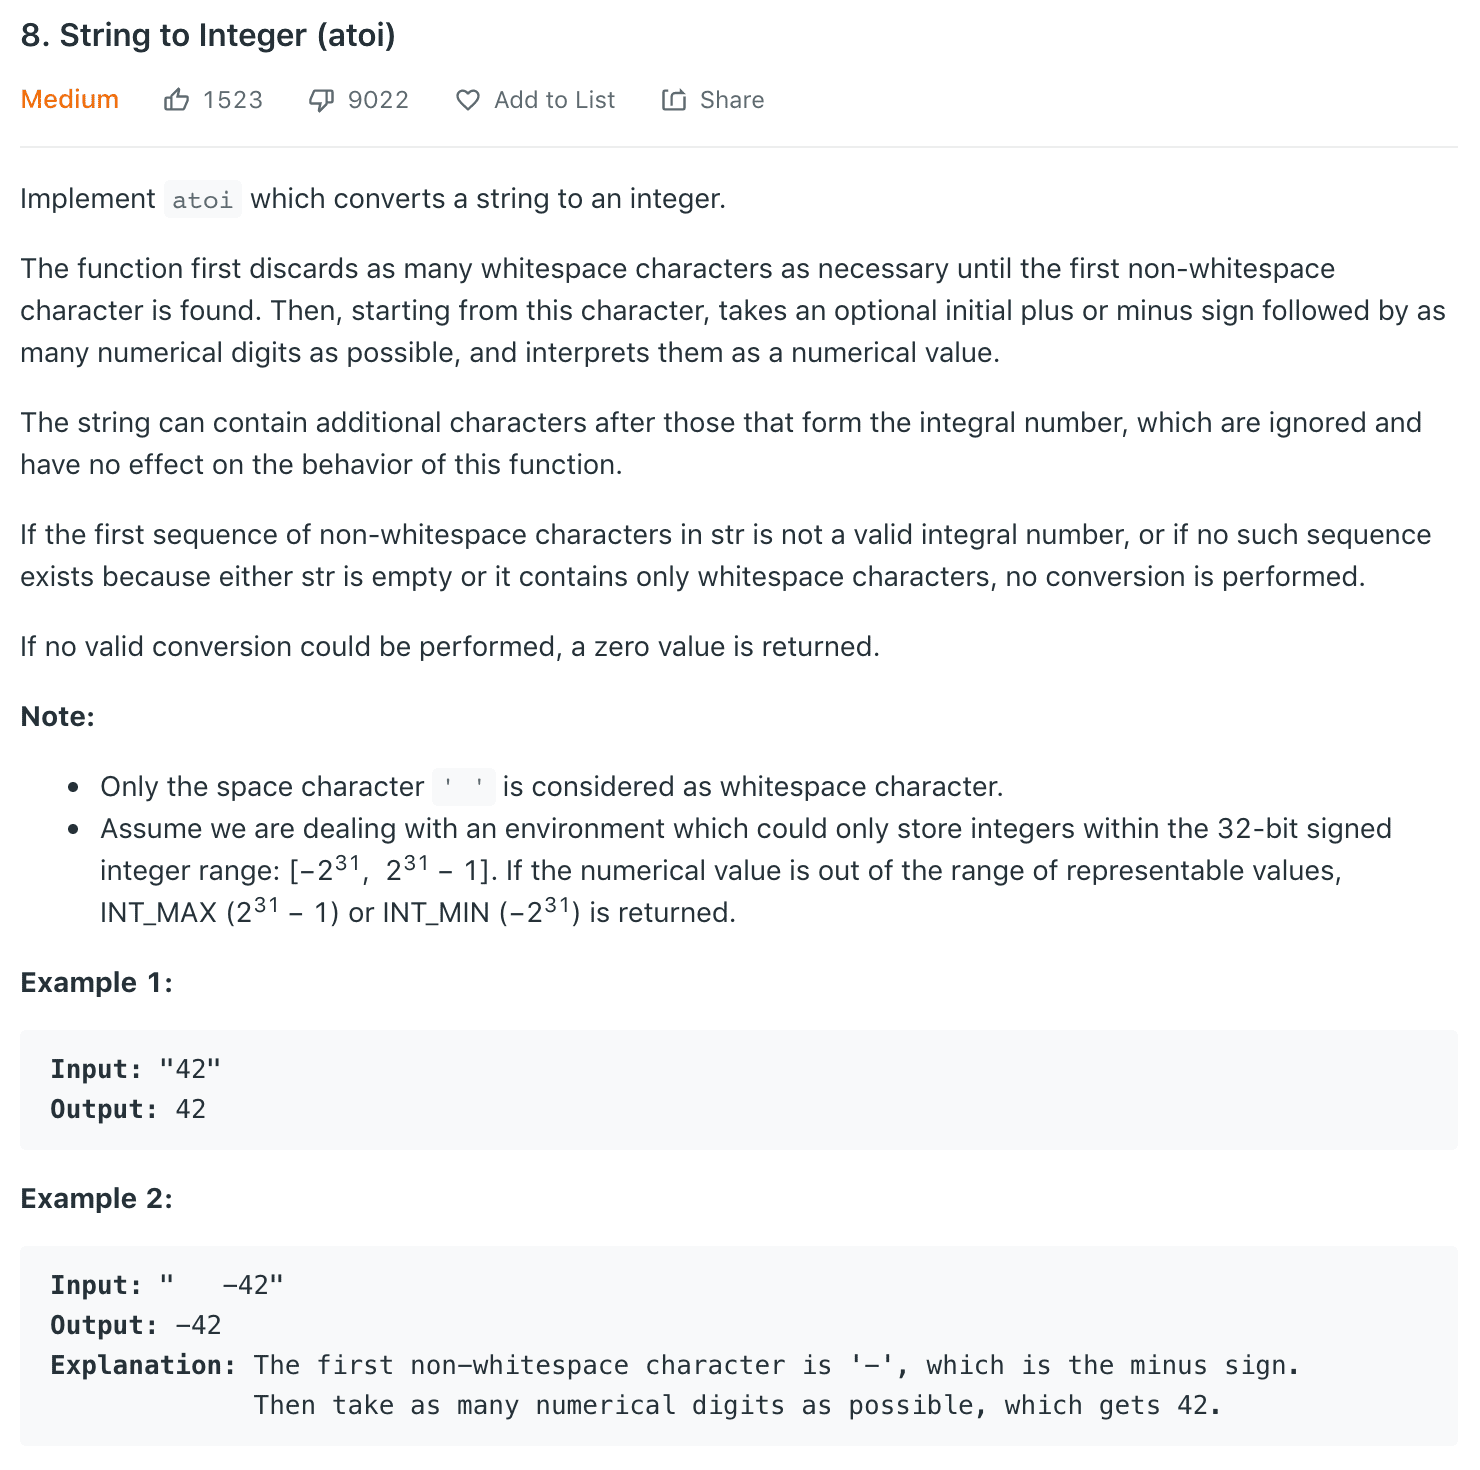 8. String to Integer (atoi)
Medium 1523 9022 Add to List Share
Implement atoi which converts a string to an integer.
The function first discards as many whitespace characters as necessary until the first non-whitespace
character is found. Then, starting from this character, takes an optional initial plus or minus sign followed by as
many numerical digits as possible, and interprets them as a numerical value.
The string can contain additional characters after those that form the integral number, which are ignored and
have no effect on the behavior of this function.
If the first sequence of non-whitespace characters in str is not a valid integral number, or if no such sequence
exists because either str is empty or it contains only whitespace characters, no conversion is performed.
If no valid conversion could be performed, a zero value is returned.
Note:
• Only the space character ' ' is considered as whitespace character.
• Assume we are dealing with an environment which could only store integers within the 32-bit signed
integer range: [−2³¹,  2³¹ − 1]. If the numerical value is out of the range of representable values,
INT_MAX (2³¹ − 1) or INT_MIN (−2³¹) is returned.
Example 1:
Input: "42"
Output: 42
Example 2:
Input: "   -42"
Output: -42
Explanation: The first non-whitespace character is '-', which is the minus sign.
Then take as many numerical digits as possible, which gets 42.